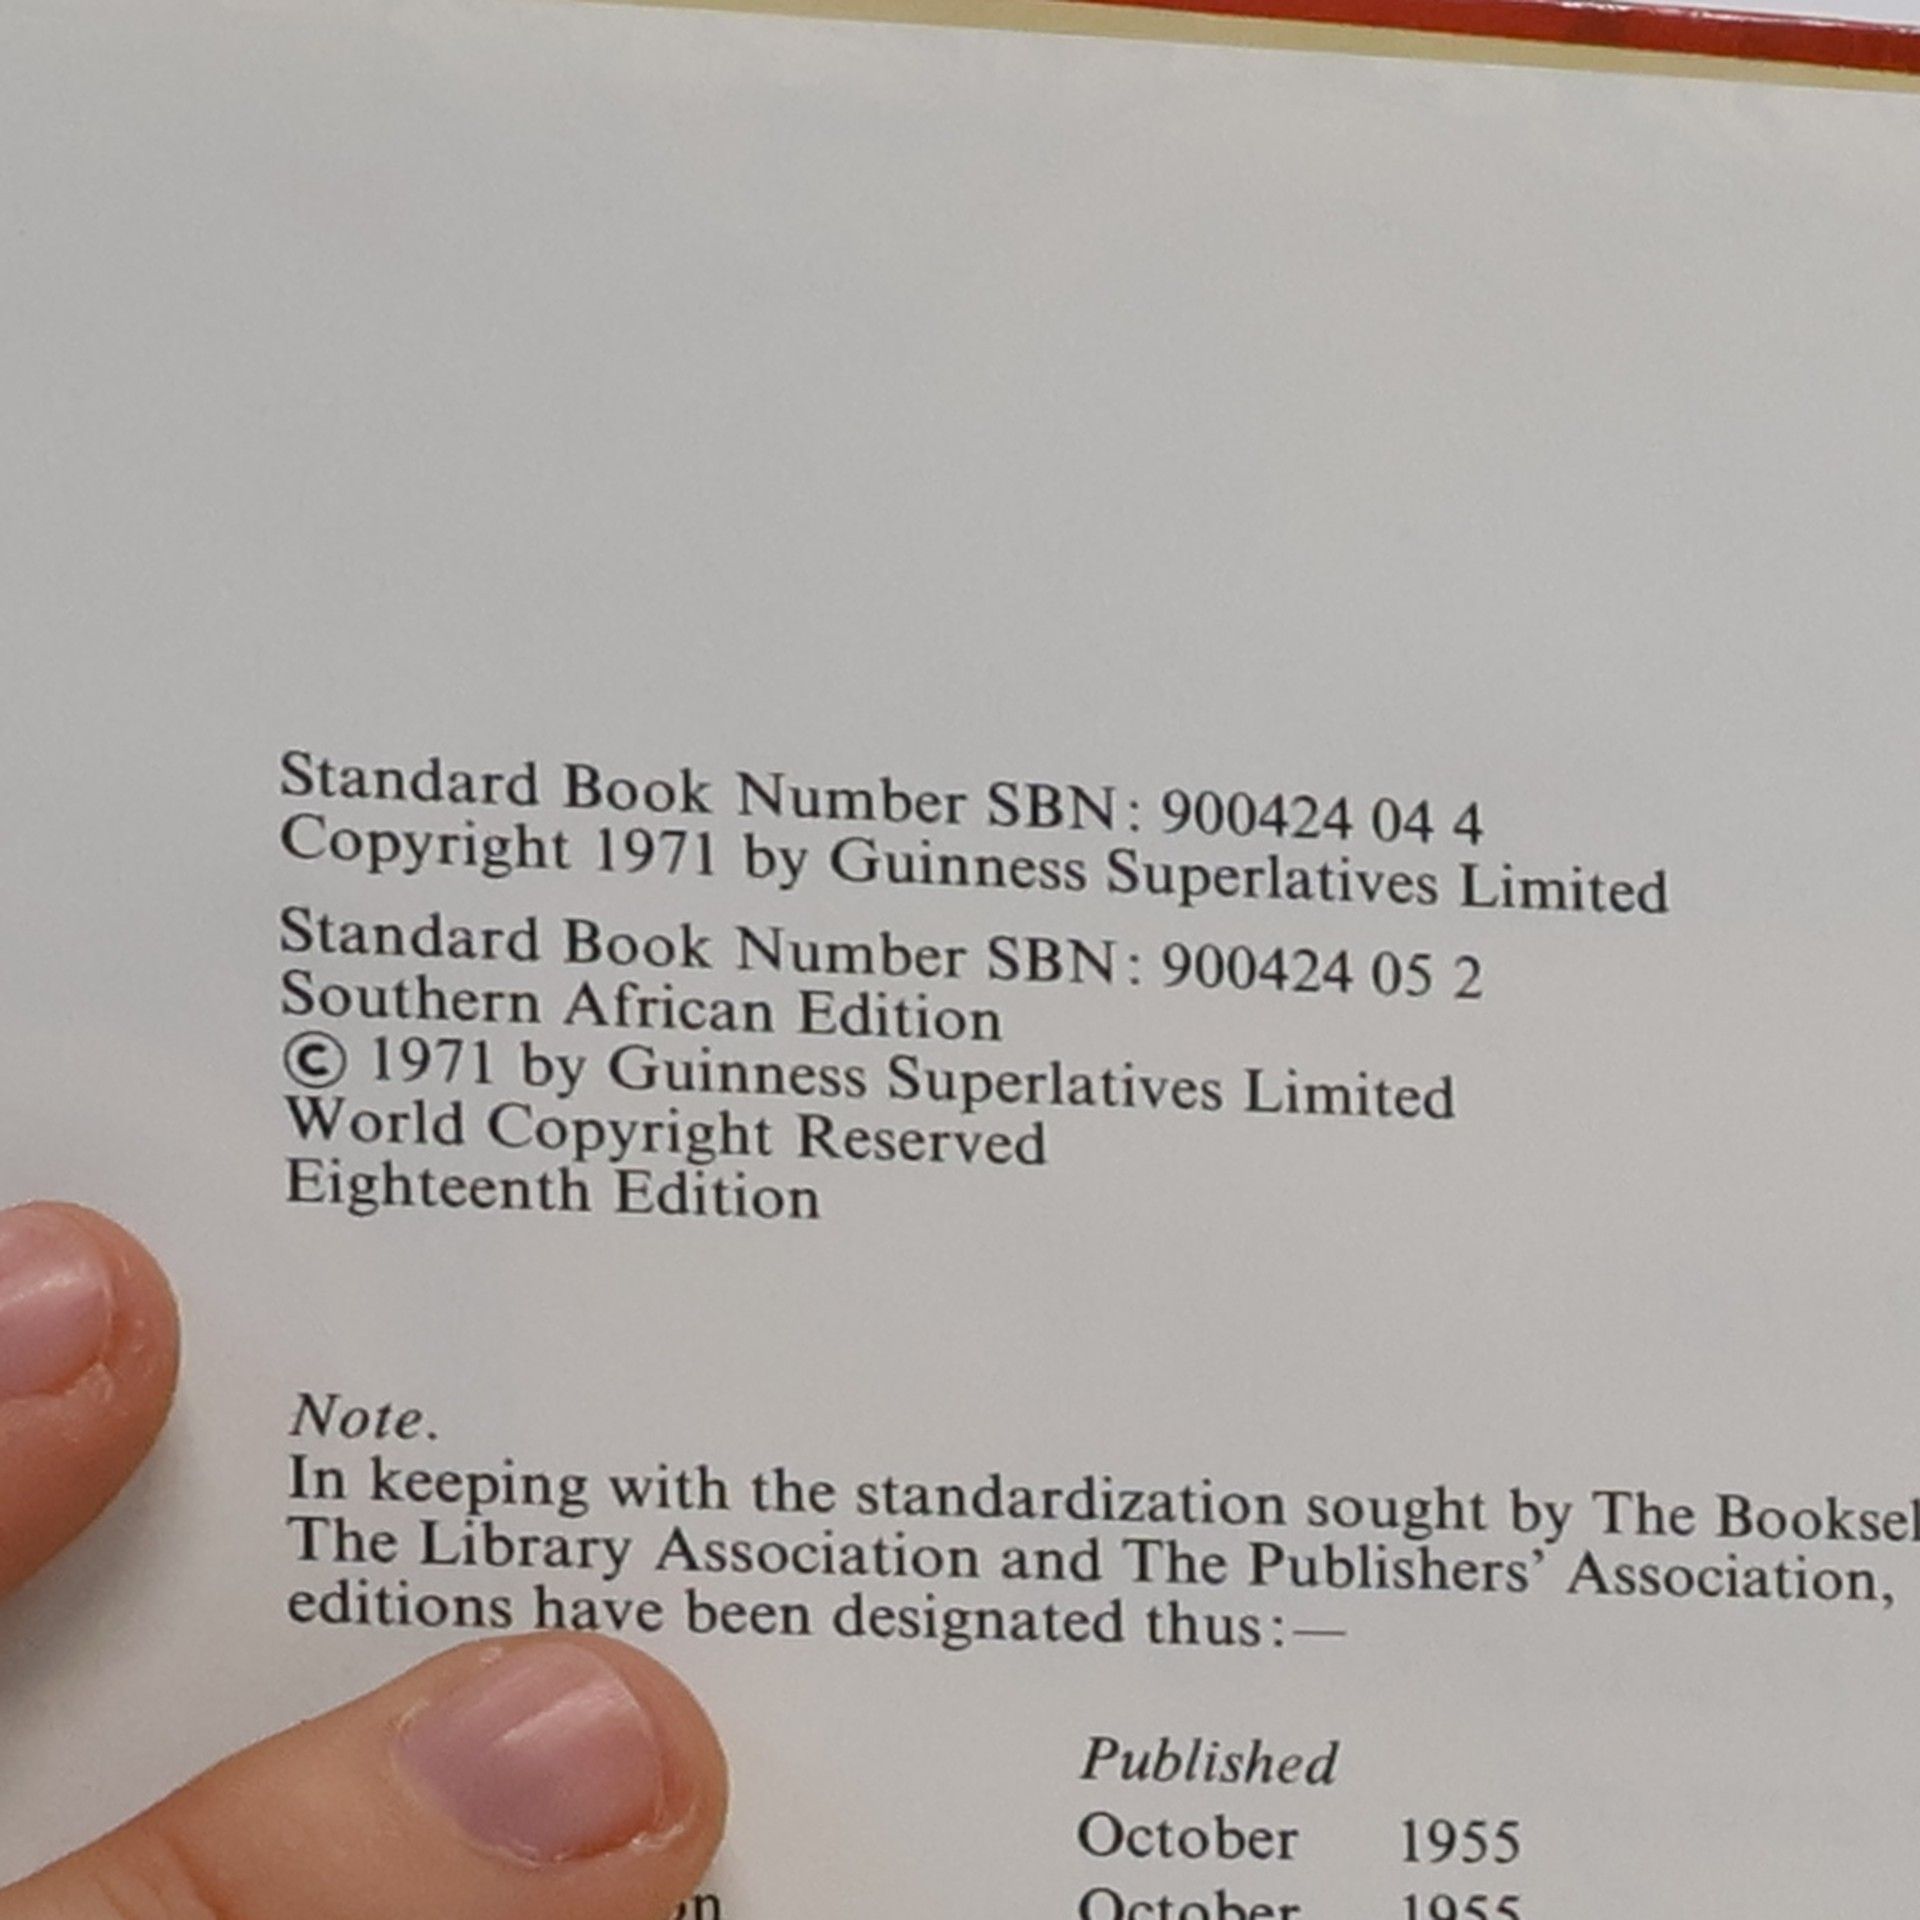 Standard Book Number SBN: 900424 04 4
Copyright 1971 by Guinness Superlatives Limited
Standard Book Number SBN: 900424 05 2
Southern African Edition
© 1971 by Guinness Superlatives Limited
World Copyright Reserved
Eighteenth Edition
Note.
In keeping with the standardization sought by The
The Library Association and The Publishers’ Association,
editions have been designated thus:—
Published
October 1955
October 1955